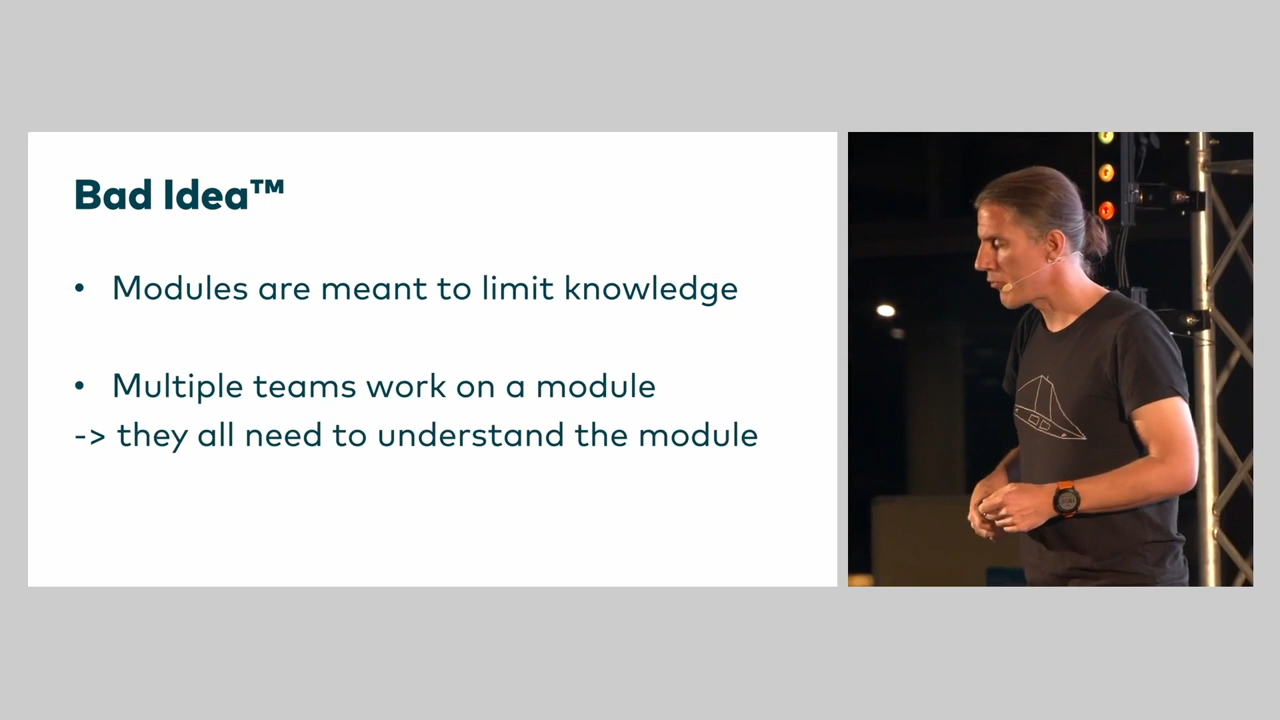 Bad Idea™
• Modules are meant to limit knowledge
• Multiple teams work on a module
-> they all need to understand the module